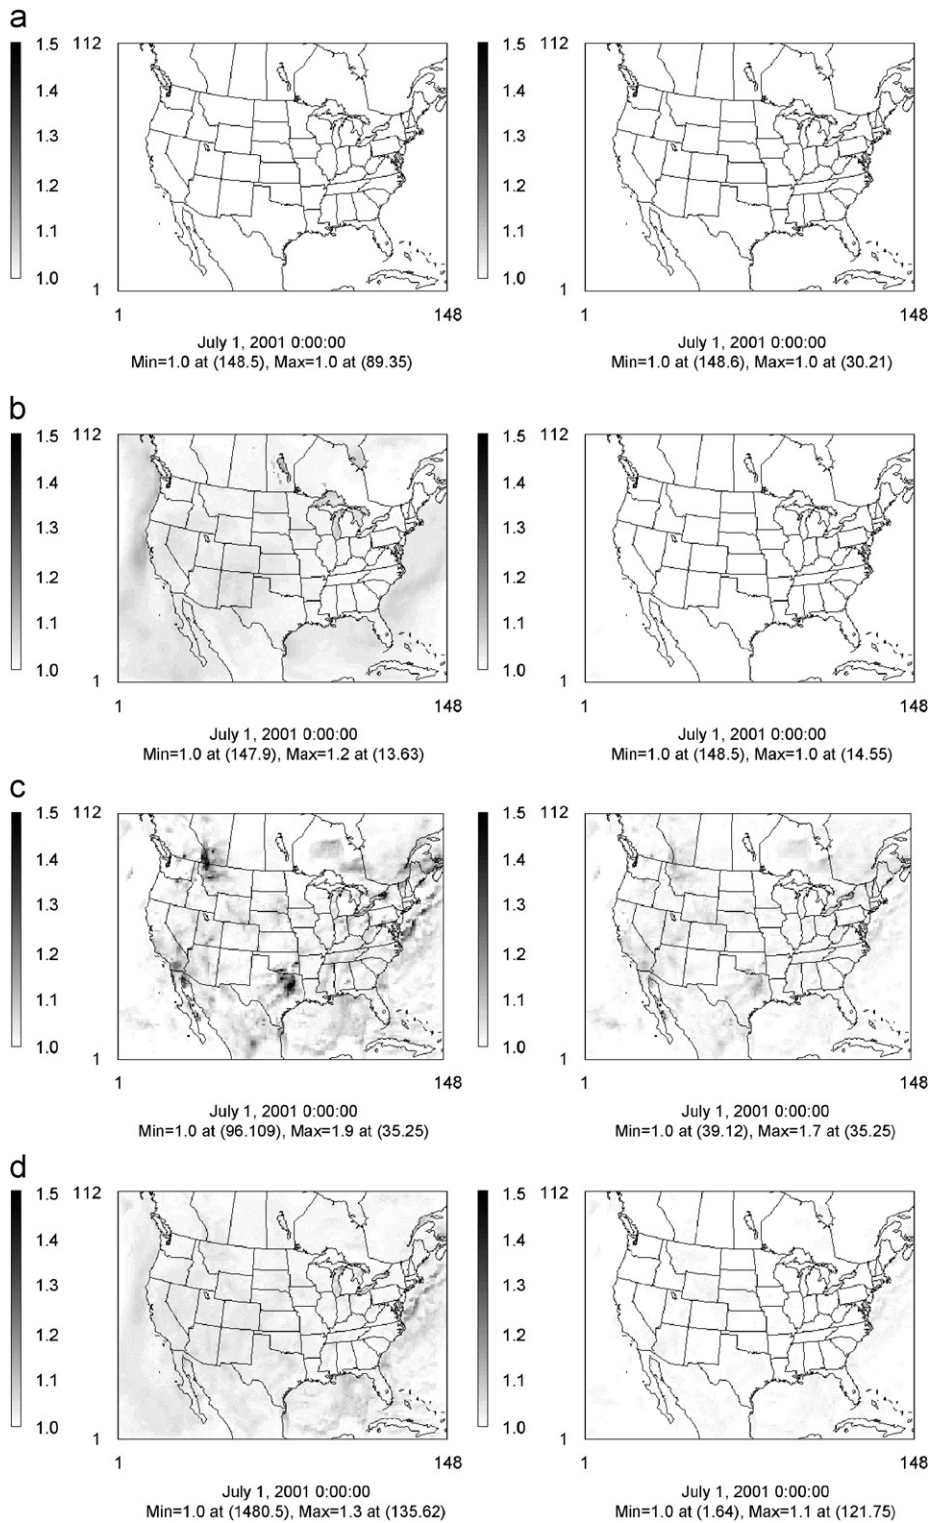 a
1.5 112 1.5 112
1.4 1.4
1.3 1.3
1.2 1.2
1.1 1.1
1.0 1.0
1 1
1 148 1 148
July 1, 2001 0:00:00 July 1, 2001 0:00:00
Min=1.0 at (148.5), Max=1.0 at (89.35) Min=1.0 at (148.6), Max=1.0 at (30.21)
b
1.5 112 1.5 112
1.4 1.4
1.3 1.3
1.2 1.2
1.1 1.1
1.0 1.0
1 1
1 148 1 148
July 1, 2001 0:00:00 July 1, 2001 0:00:00
Min=1.0 at (147.9), Max=1.2 at (13.63) Min=1.0 at (148.5), Max=1.0 at (14.55)
c
1.5 112 1.5 112
1.4 1.4
1.3 1.3
1.2 1.2
1.1 1.1
1.0 1.0
1 1
1 148 1 148
July 1, 2001 0:00:00 July 1, 2001 0:00:00
Min=1.0 at (96.109), Max=1.9 at (35.25) Min=1.0 at (39.12), Max=1.7 at (35.25)
d
1.5 112 1.5 112
1.4 1.4
1.3 1.3
1.2 1.2
1.1 1.1
1.0 1.0
1 1
1 148 1 148
July 1, 2001 0:00:00 July 1, 2001 0:00:00
Min=1.0 at (1480.5), Max=1.3 at (135.62) Min=1.0 at (1.64), Max=1.1 at (121.75)